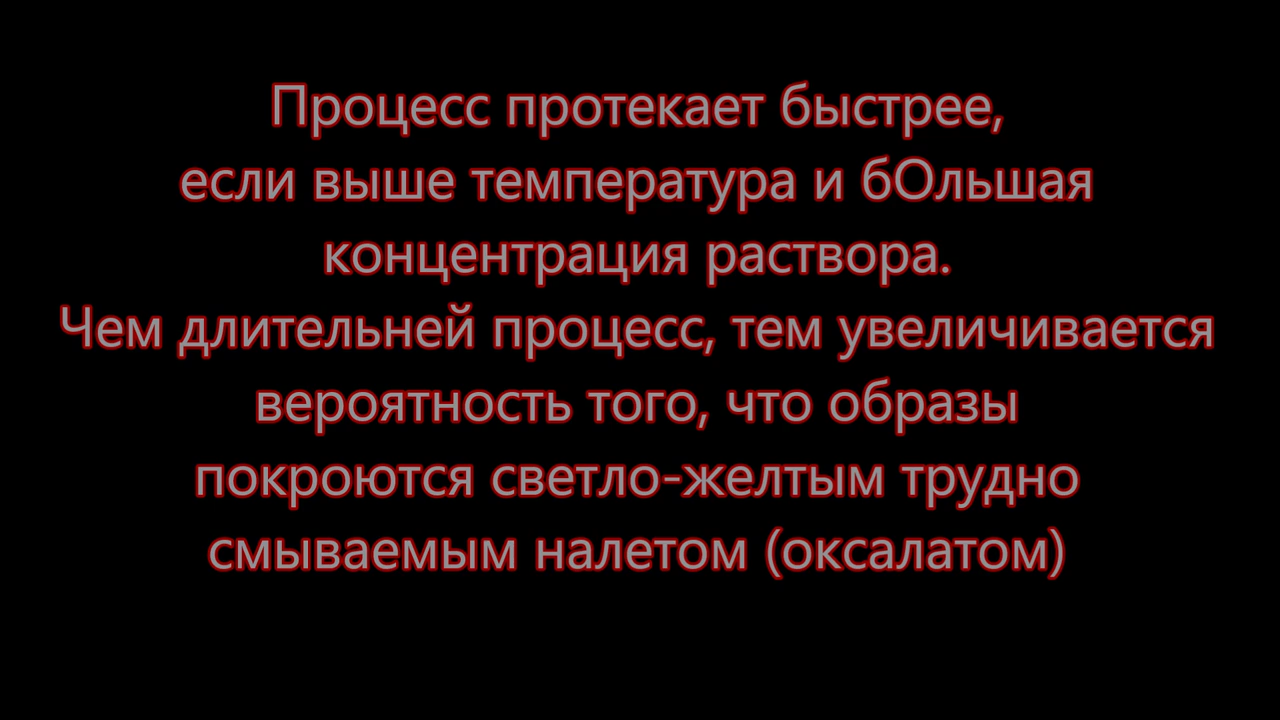 Процесс протекает быстрее,
если выше температура и бОльшая
концентрация раствора.
Чем длительней процесс, тем увеличивается
вероятность того, что образы
покроются светло-желтым трудно
смываемым налетом (оксалатом)